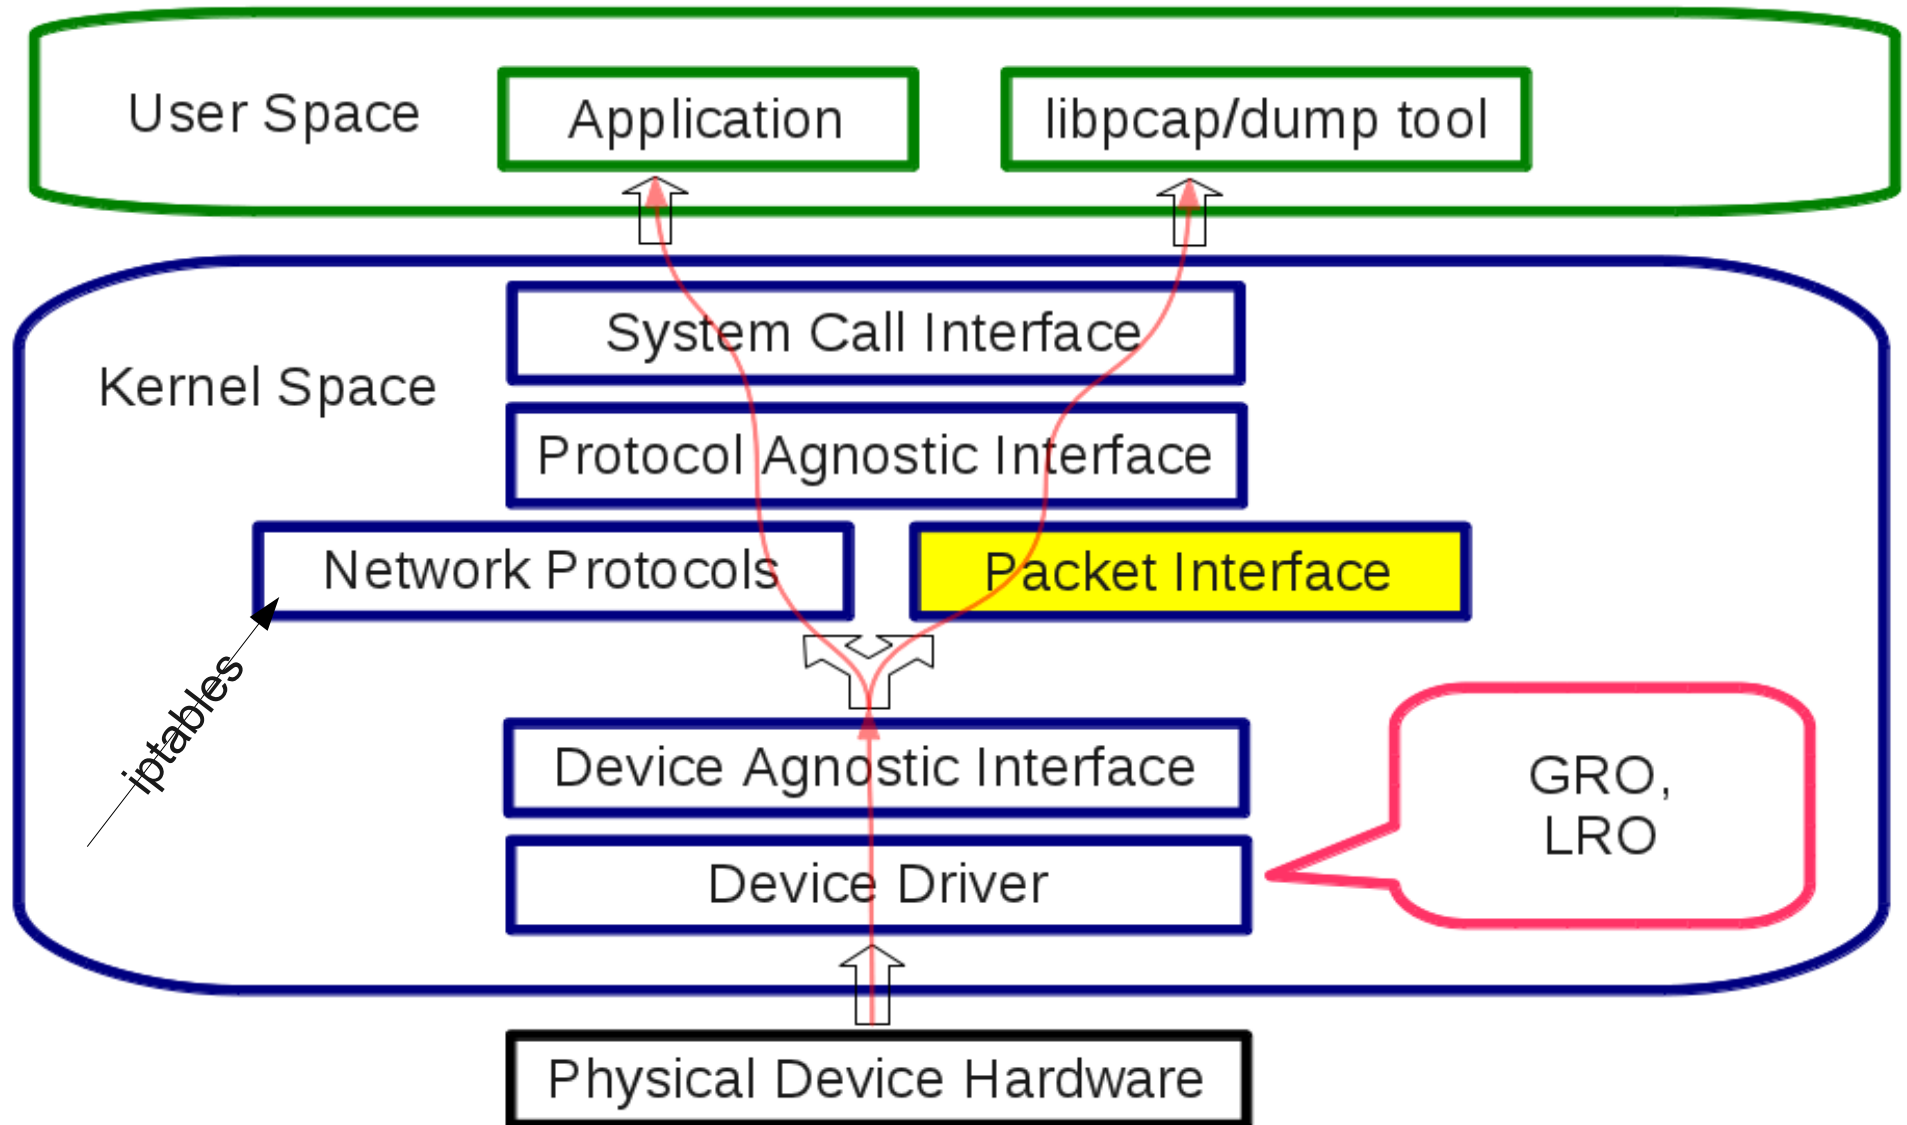 User Space
Application
libpcap/dump tool
System Call Interface
Kernel Space
Protocol Agnostic Interface
Network Protocols
Packet Interface
iptables
Device Agnostic Interface
GRO,
LRO
Device Driver
Physical Device Hardware